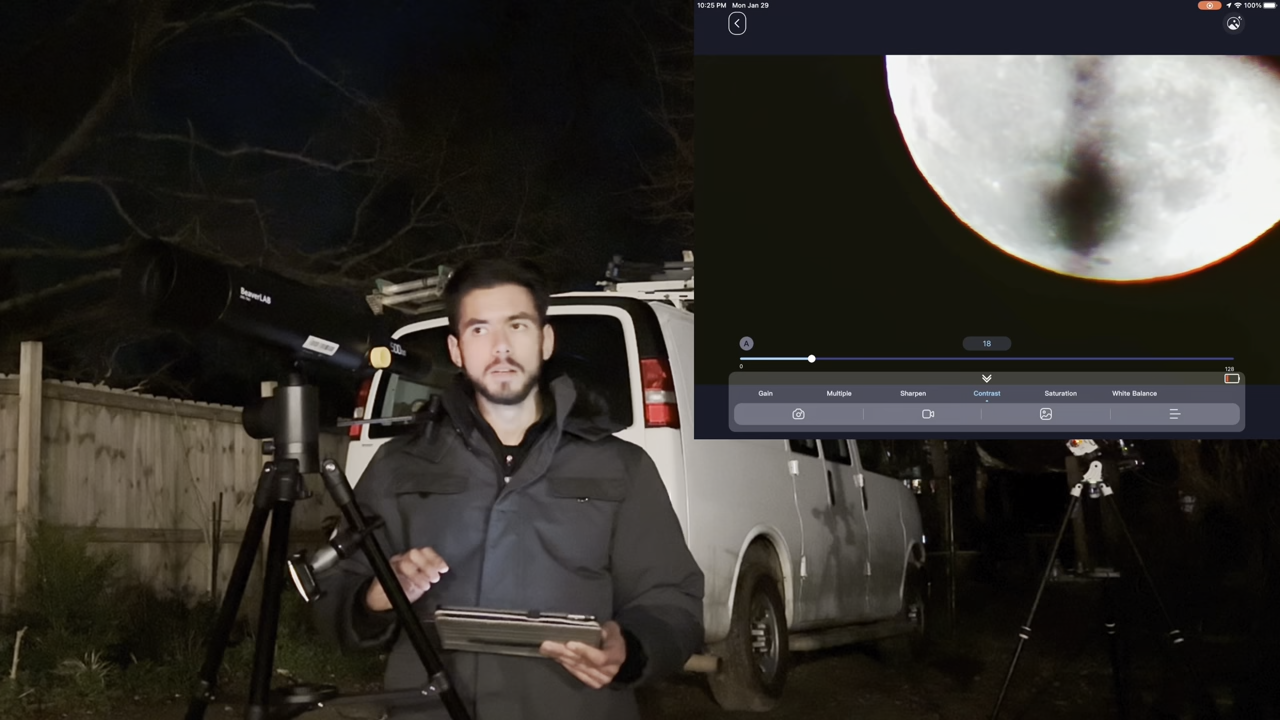 10:25 PM Mon Jan 29
100%
18
A
0
128
Gain
Multiple
Sharpen
Contrast
Saturation
White Balance
BeaverLAB